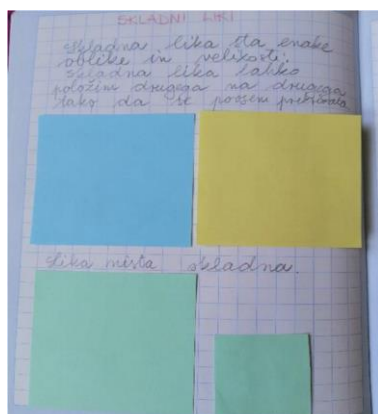 SKLADNI LIKI
Skladna lika sta enake
oblike in velikosti.
Skladna lika lahko
položim drugega na drugega
tako da se povsem prekrivata
Lika nista skladna.